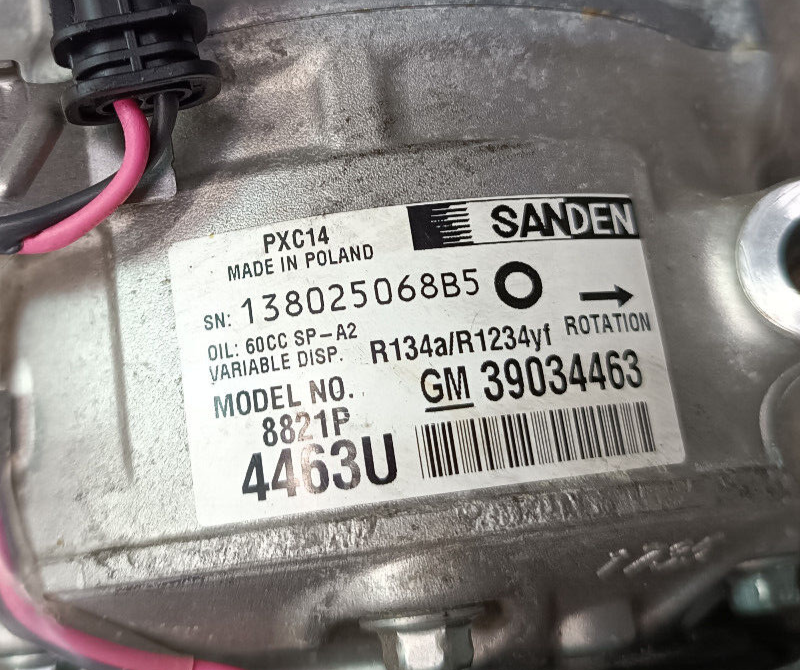 SANDEN
PXC14
MADE IN POLAND
SN: 138025068B5
ROTATION
OIL: 60CC SP-A2
VARIABLE DISP.
R134a/R1234yf
MODEL NO.
8821P
GM 39034463
4463U